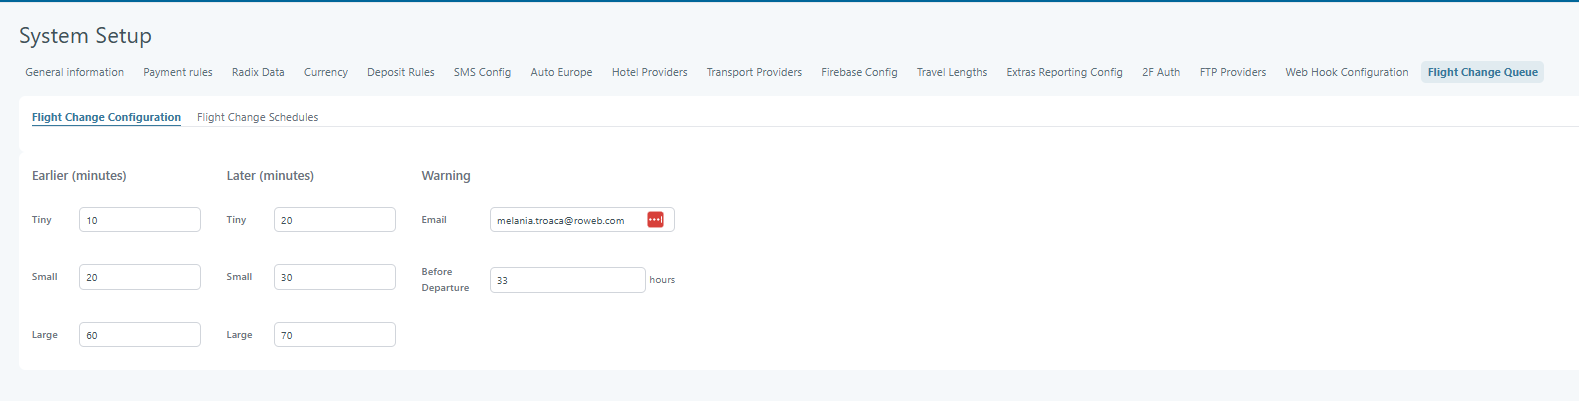 System Setup
General information Payment rules Radix Data Currency Deposit Rules SMS Config Auto Europe Hotel Providers Transport Providers Firebase Config Travel Lengths Extras Reporting Config 2F Auth FTP Providers Web Hook Configuration Flight Change Queue
Flight Change Configuration Flight Change Schedules
Earlier (minutes) Later (minutes) Warning
Tiny 10 Tiny 20 Email melania.troaca@roweb.com
Small 20 Small 30 Before Departure 33 hours
Large 60 Large 70